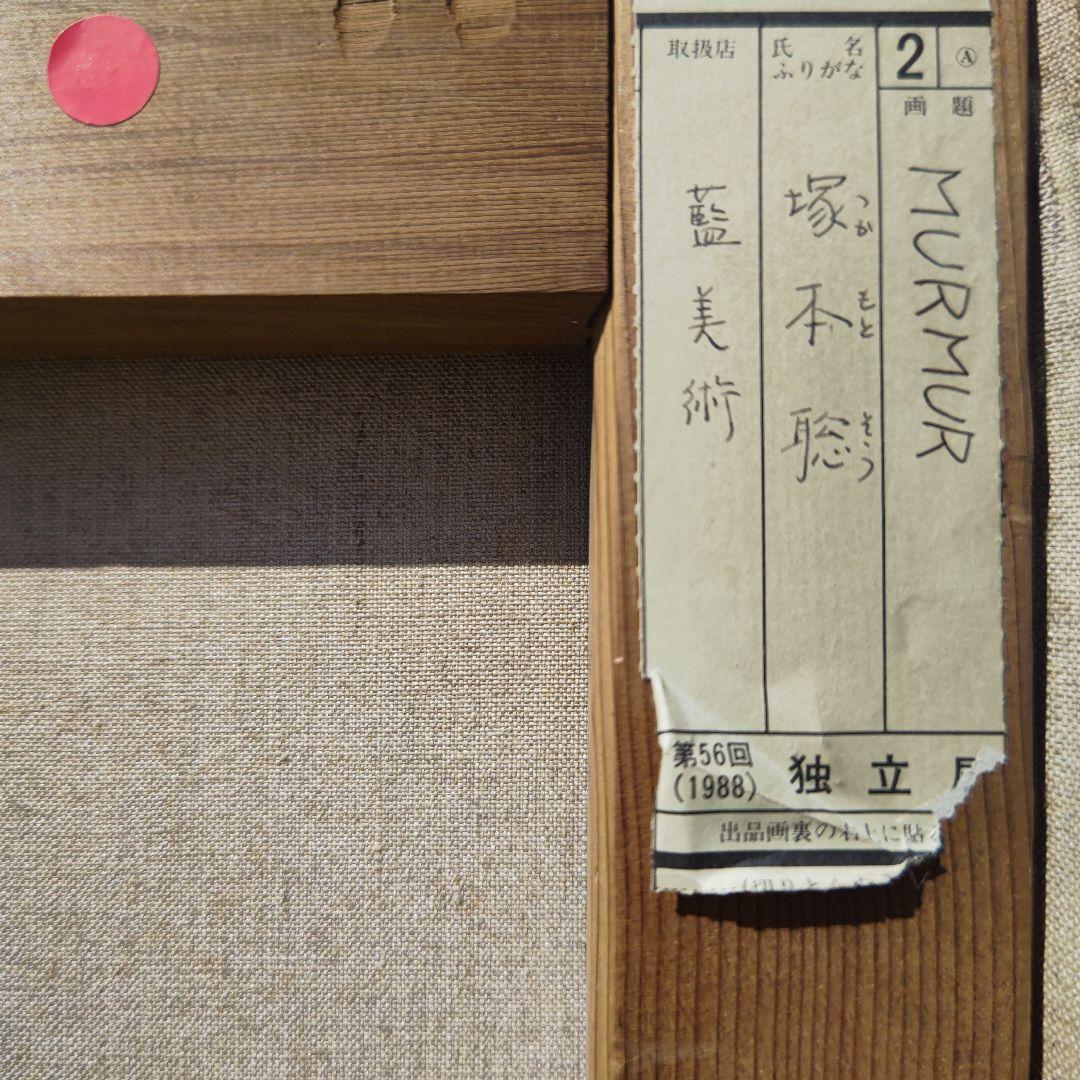 2 Ⓐ
画題
MURMUR
氏名
ふりがな
塚本聡
つかもとそう
取扱店
藍美術
第56回
(1988)
独立
出品画裏の右上に貼